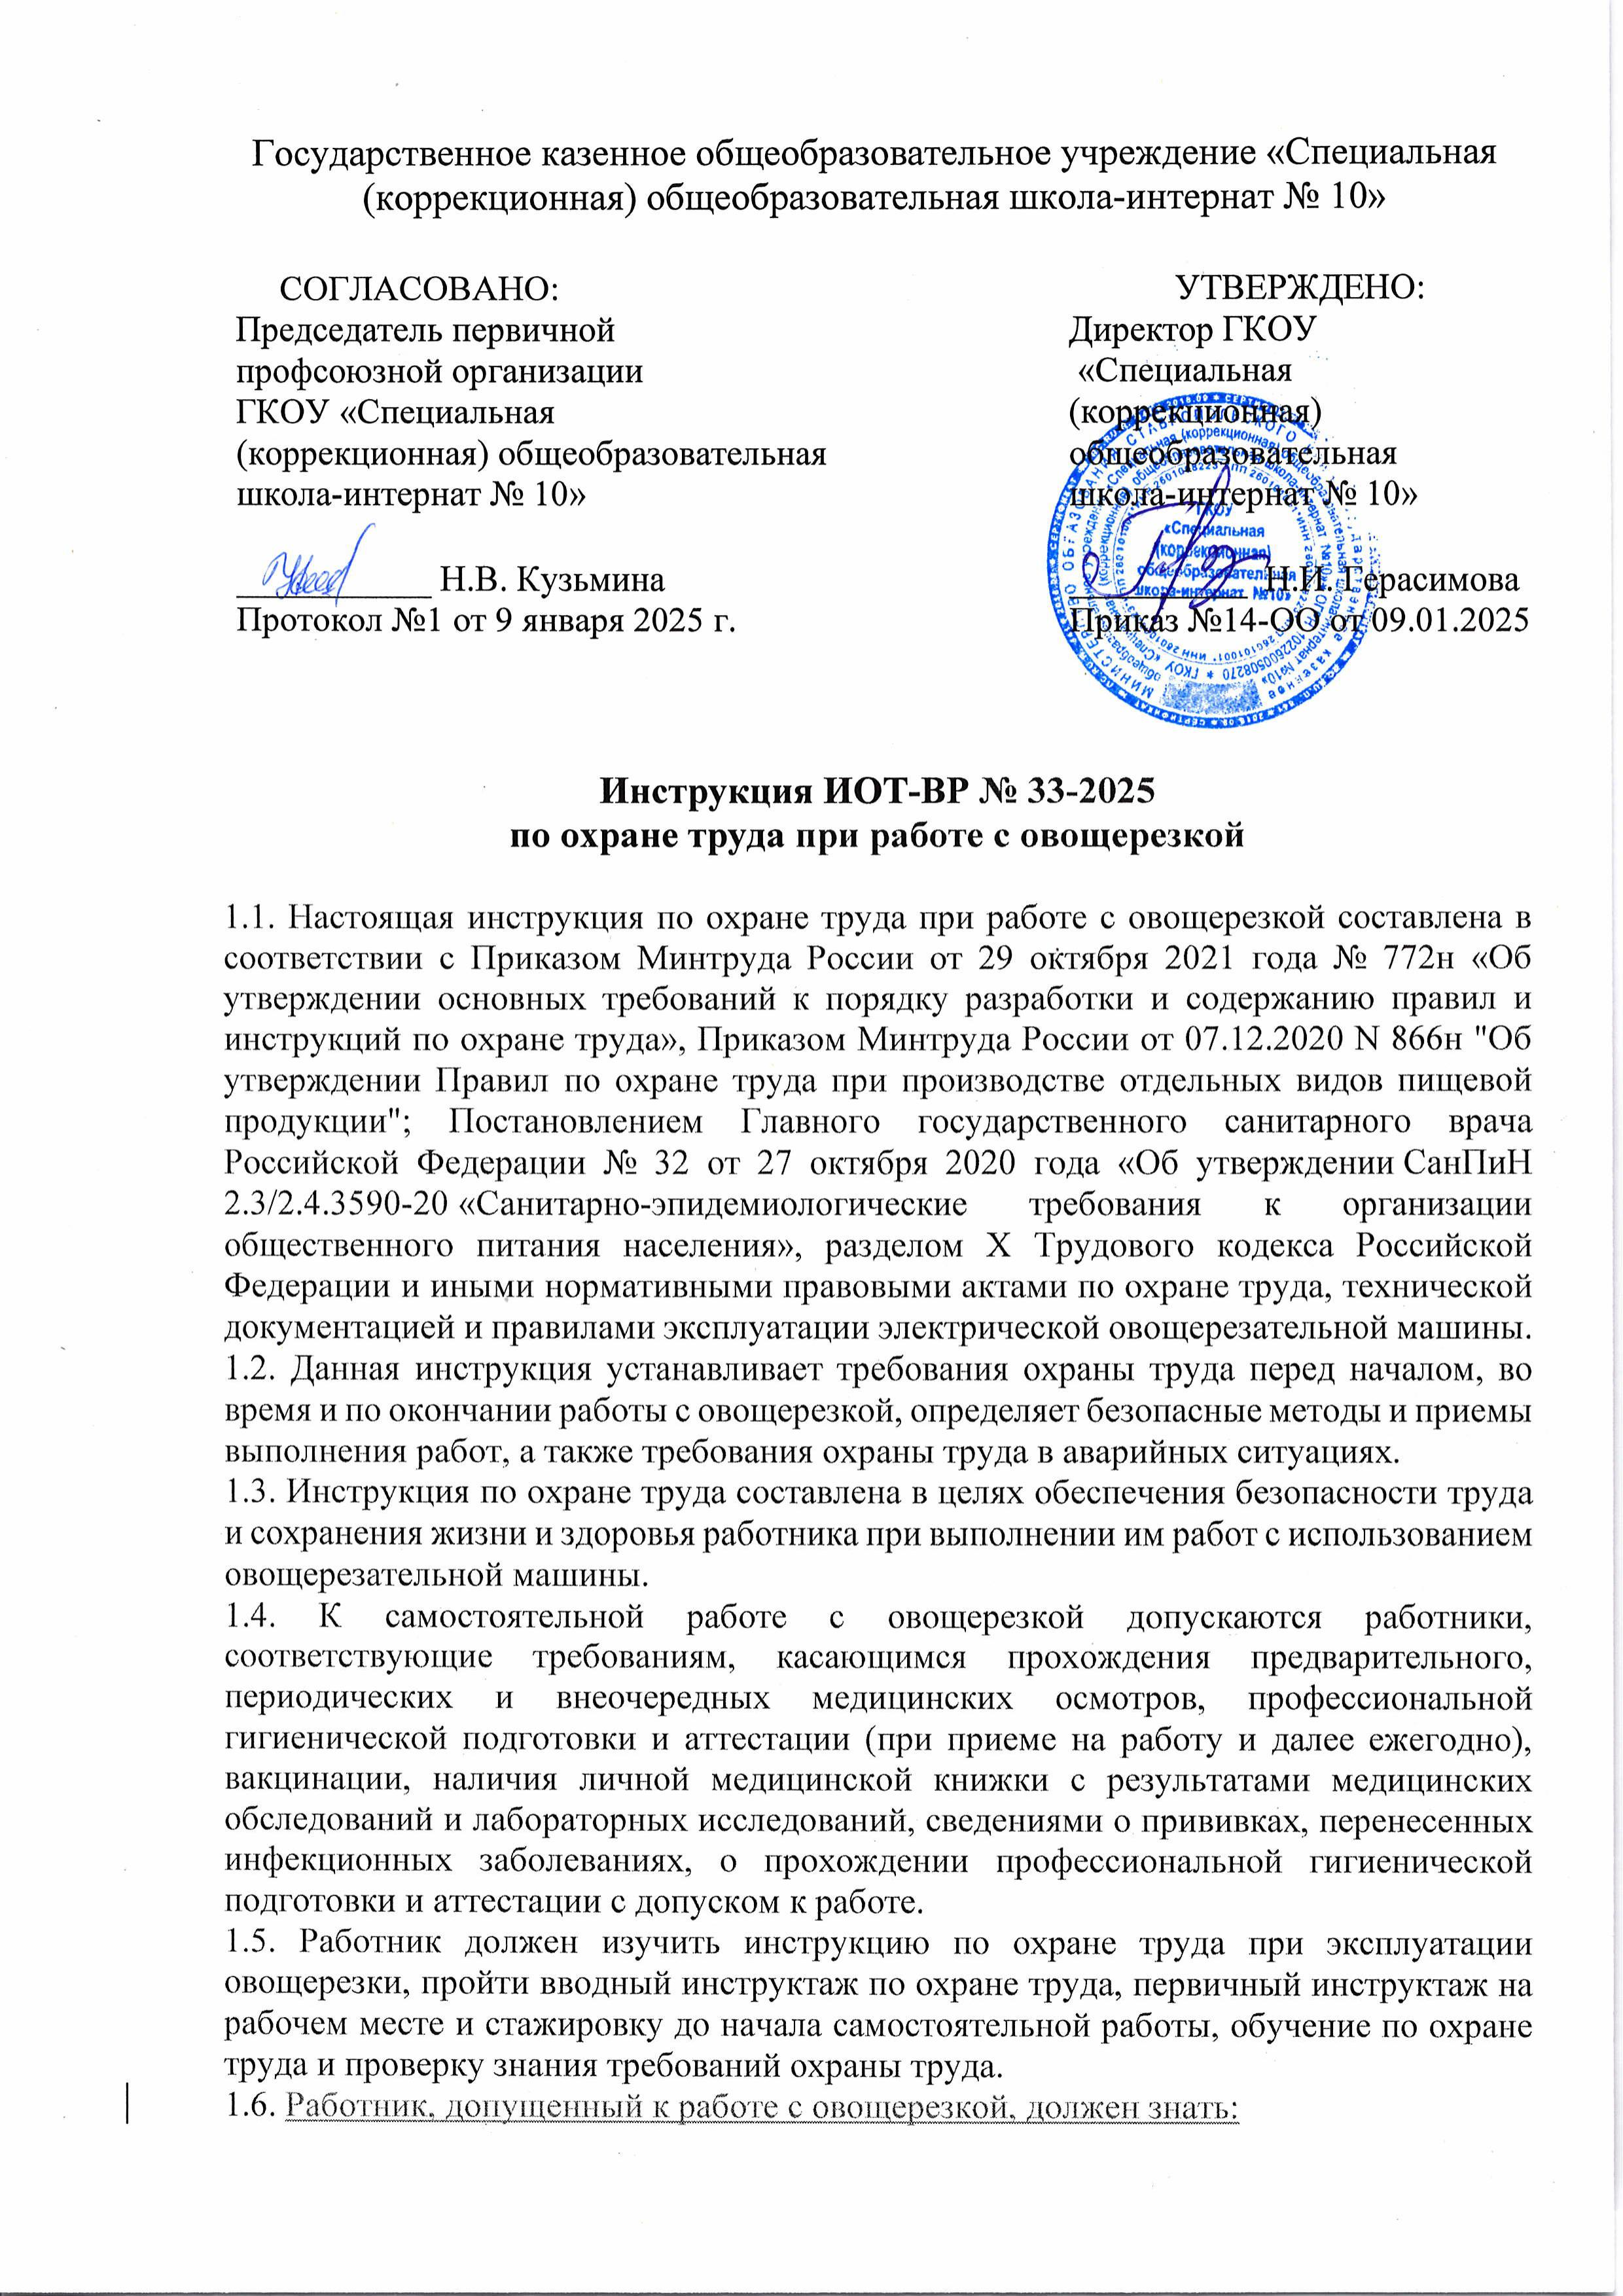 Государственное казенное общеобразовательное учреждение «Специальная
(коррекционная) общеобразовательная школа-интернат № 10»
СОГЛАСОВАНО:
Председатель первичной
профсоюзной организации
ГКОУ «Специальная
(коррекционная) общеобразовательная
школа-интернат № 10»
Н.В. Кузьмина
Протокол №1 от 9 января 2025 г.
УТВЕРЖДЕНО:
Директор ГКОУ
«Специальная
(коррекционная)
общеобразовательная
школа-интернат № 10»
Н.И. Герасимова
Приказ №14-ОО от 09.01.2025
ГКОУ
«Специальная
(коррекционная)
общеобразовательная
школа-интернат №10»
Инструкция ИОТ-ВР № 33-2025
по охране труда при работе с овощерезкой
1.1. Настоящая инструкция по охране труда при работе с овощерезкой составлена в
соответствии с Приказом Минтруда России от 29 октября 2021 года № 772н «Об
утверждении основных требований к порядку разработки и содержанию правил и
инструкций по охране труда», Приказом Минтруда России от 07.12.2020 N 866н "Об
утверждении Правил по охране труда при производстве отдельных видов пищевой
продукции"; Постановлением Главного государственного санитарного врача
Российской Федерации № 32 от 27 октября 2020 года «Об утверждении СанПиН
2.3/2.4.3590-20 «Санитарно-эпидемиологические требования к организации
общественного питания населения», разделом X Трудового кодекса Российской
Федерации и иными нормативными правовыми актами по охране труда, технической
документацией и правилами эксплуатации электрической овощерезательной машины.
1.2. Данная инструкция устанавливает требования охраны труда перед началом, во
время и по окончании работы с овощерезкой, определяет безопасные методы и приемы
выполнения работ, а также требования охраны труда в аварийных ситуациях.
1.3. Инструкция по охране труда составлена в целях обеспечения безопасности труда
и сохранения жизни и здоровья работника при выполнении им работ с использованием
овощерезательной машины.
1.4. К самостоятельной работе с овощерезкой допускаются работники,
соответствующие требованиям, касающимся прохождения предварительного,
периодических и внеочередных медицинских осмотров, профессиональной
гигиенической подготовки и аттестации (при приеме на работу и далее ежегодно),
вакцинации, наличия личной медицинской книжки с результатами медицинских
обследований и лабораторных исследований, сведениями о прививках, перенесенных
инфекционных заболеваниях, о прохождении профессиональной гигиенической
подготовки и аттестации с допуском к работе.
1.5. Работник должен изучить инструкцию по охране труда при эксплуатации
овощерезки, пройти вводный инструктаж по охране труда, первичный инструктаж на
рабочем месте и стажировку до начала самостоятельной работы, обучение по охране
труда и проверку знания требований охраны труда.
1.6. Работник, допущенный к работе с овощерезкой, должен знать: